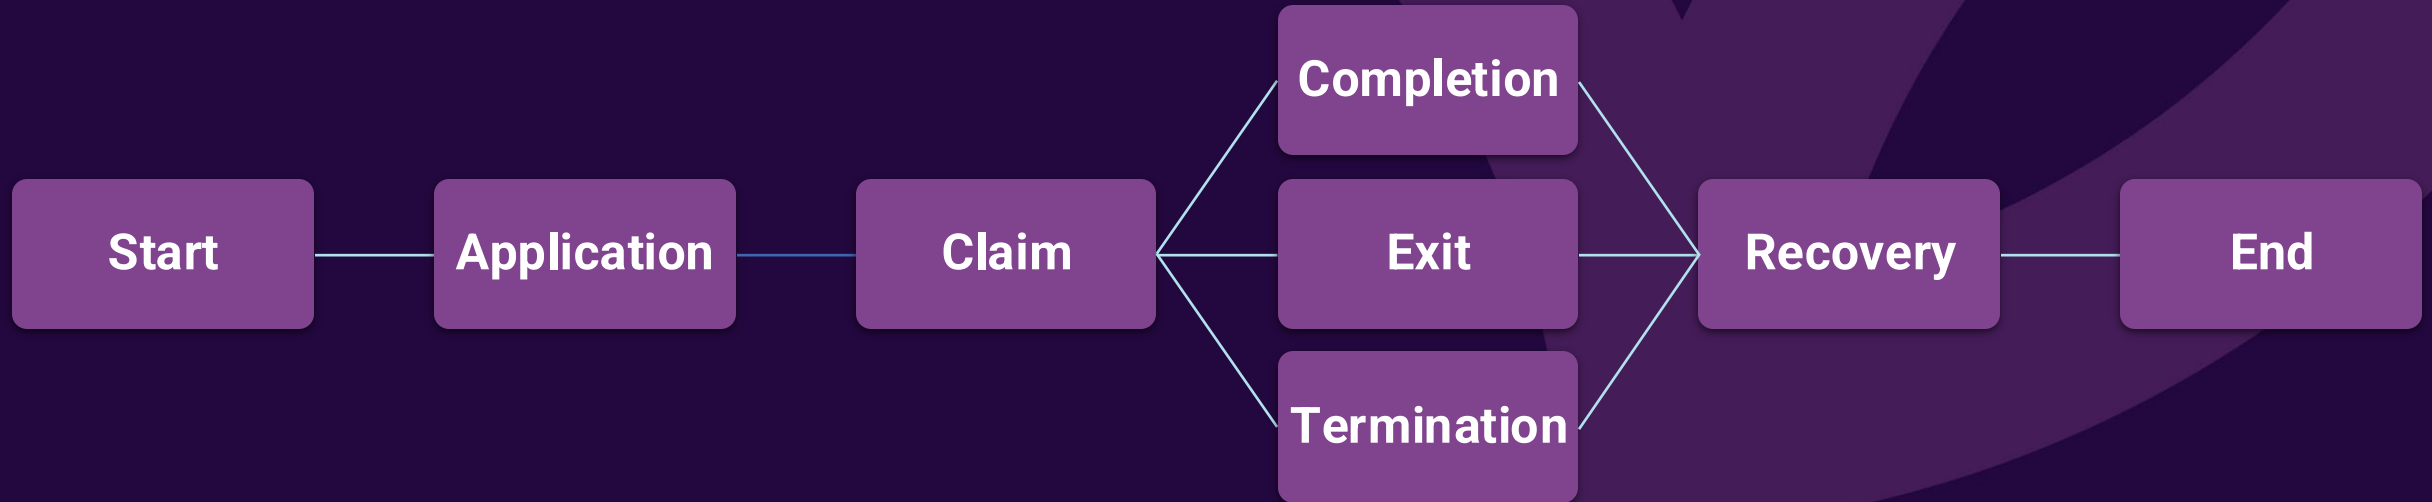 Start
Application
Claim
Completion
Exit
Termination
Recovery
End